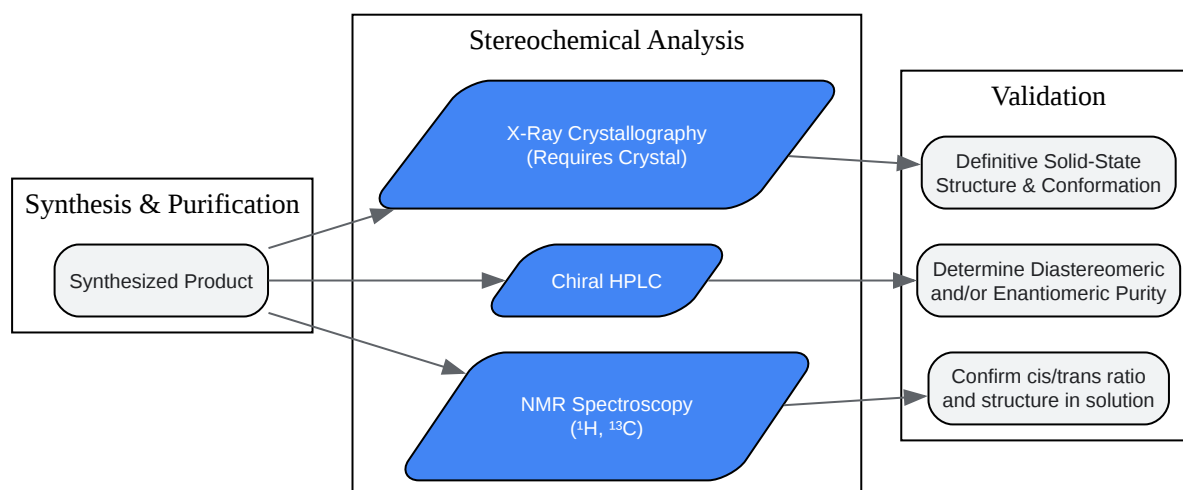 Synthesis & Purification
Synthesized Product
Stereochemical Analysis
X-Ray Crystallography
(Requires Crystal)
Chiral HPLC
NMR Spectroscopy
(¹H, ¹³C)
Validation
Definitive Solid-State
Structure & Conformation
Determine Diastereomeric
and/or Enantiomeric Purity
Confirm cis/trans ratio
and structure in solution